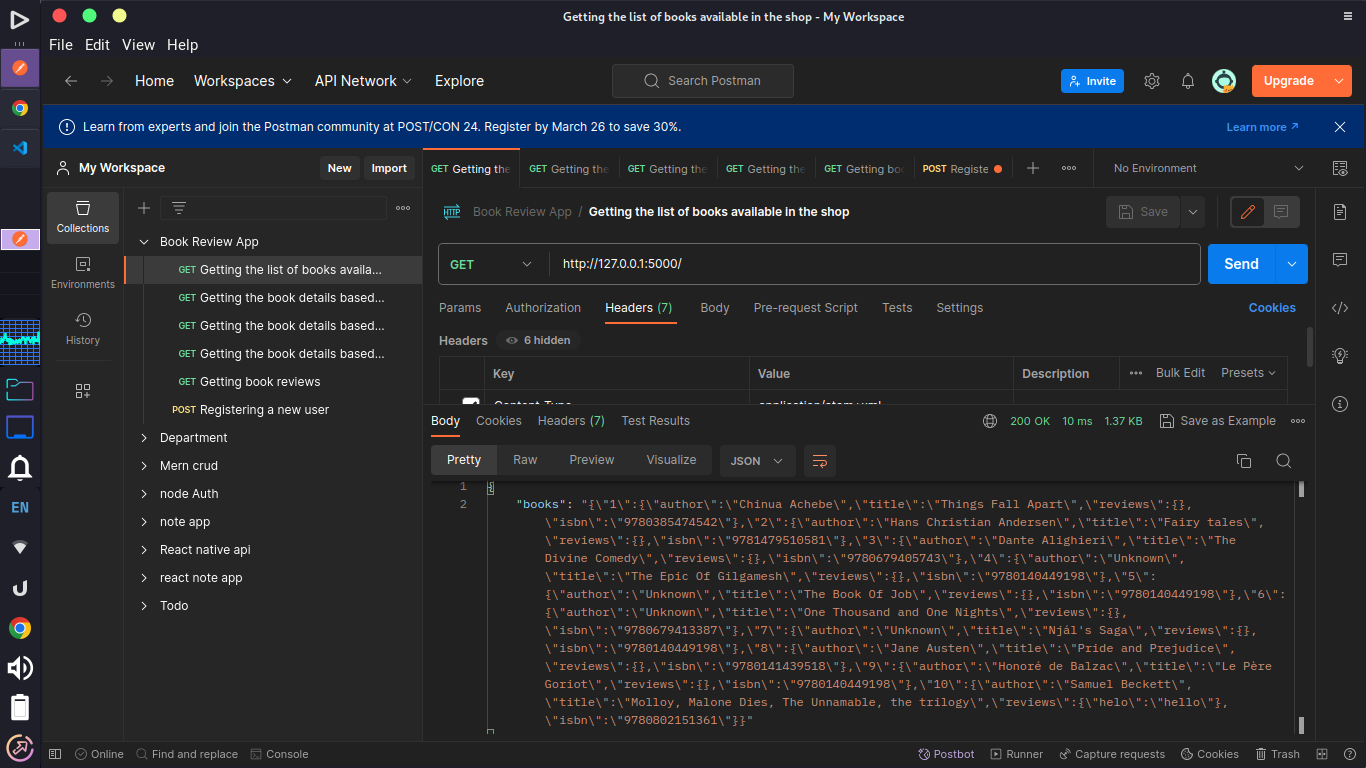 Getting the list of books available in the shop - My Workspace
File Edit View Help
Home Workspaces API Network Explore Search Postman Invite Upgrade
Learn from experts and join the Postman community at POST/CON 24. Register by March 26 to save 30%. Learn more
My Workspace New Import
GET Getting the GET Getting the GET Getting the GET Getting the GET Getting boo POST Registe No Environment
Collections
Environments
History
Book Review App
GET Getting the list of books availa...
GET Getting the book details based...
GET Getting the book details based...
GET Getting the book details based...
GET Getting book reviews
POST Registering a new user
Department
Mern crud
node Auth
note app
React native api
react note app
Todo
HTTP Book Review App / Getting the list of books available in the shop Save
GET http://127.0.0.1:5000/ Send
Params Authorization Headers (7) Body Pre-request Script Tests Settings Cookies
Headers 6 hidden
Key Value Description Bulk Edit Presets
Content-Type application/atom+xml
Body Cookies Headers (7) Test Results 200 OK 10 ms 1.37 KB Save as Example
Pretty Raw Preview Visualize JSON
1 {
2 "books": "{\"1\":{\"author\":\"Chinua Achebe\",\"title\":\"Things Fall Apart\",\"reviews\":{},
\"isbn\":\"9780385474542\"},\"2\":{\"author\":\"Hans Christian Andersen\",\"title\":\"Fairy tales\",
\"reviews\":{},\"isbn\":\"9781479510581\"},\"3\":{\"author\":\"Dante Alighieri\",\"title\":\"The
Divine Comedy\",\"reviews\":{},\"isbn\":\"9780679405743\"},\"4\":{\"author\":\"Unknown\",
\"title\":\"The Epic Of Gilgamesh\",\"reviews\":{},\"isbn\":\"9780140449198\"},\"5\":
{\"author\":\"Unknown\",\"title\":\"The Book Of Job\",\"reviews\":{},\"isbn\":\"9780140449198\"},\"6\":
{\"author\":\"Unknown\",\"title\":\"One Thousand and One Nights\",\"reviews\":{},
\"isbn\":\"9780679413387\"},\"7\":{\"author\":\"Unknown\",\"title\":\"Njál's Saga\",\"reviews\":{},
\"isbn\":\"9780140449198\"},\"8\":{\"author\":\"Jane Austen\",\"title\":\"Pride and Prejudice\",
\"reviews\":{},\"isbn\":\"9780141439518\"},\"9\":{\"author\":\"Honoré de Balzac\",\"title\":\"Le Père
Goriot\",\"reviews\":{},\"isbn\":\"9780140449198\"},\"10\":{\"author\":\"Samuel Beckett\",
\"title\":\"Molloy, Malone Dies, The Unnamable, the trilogy\",\"reviews\":{\"helo\":\"hello\"},
\"isbn\":\"9780802151361\"}}"
EN
Online Find and replace Console Postbot Runner Capture requests Cookies Trash